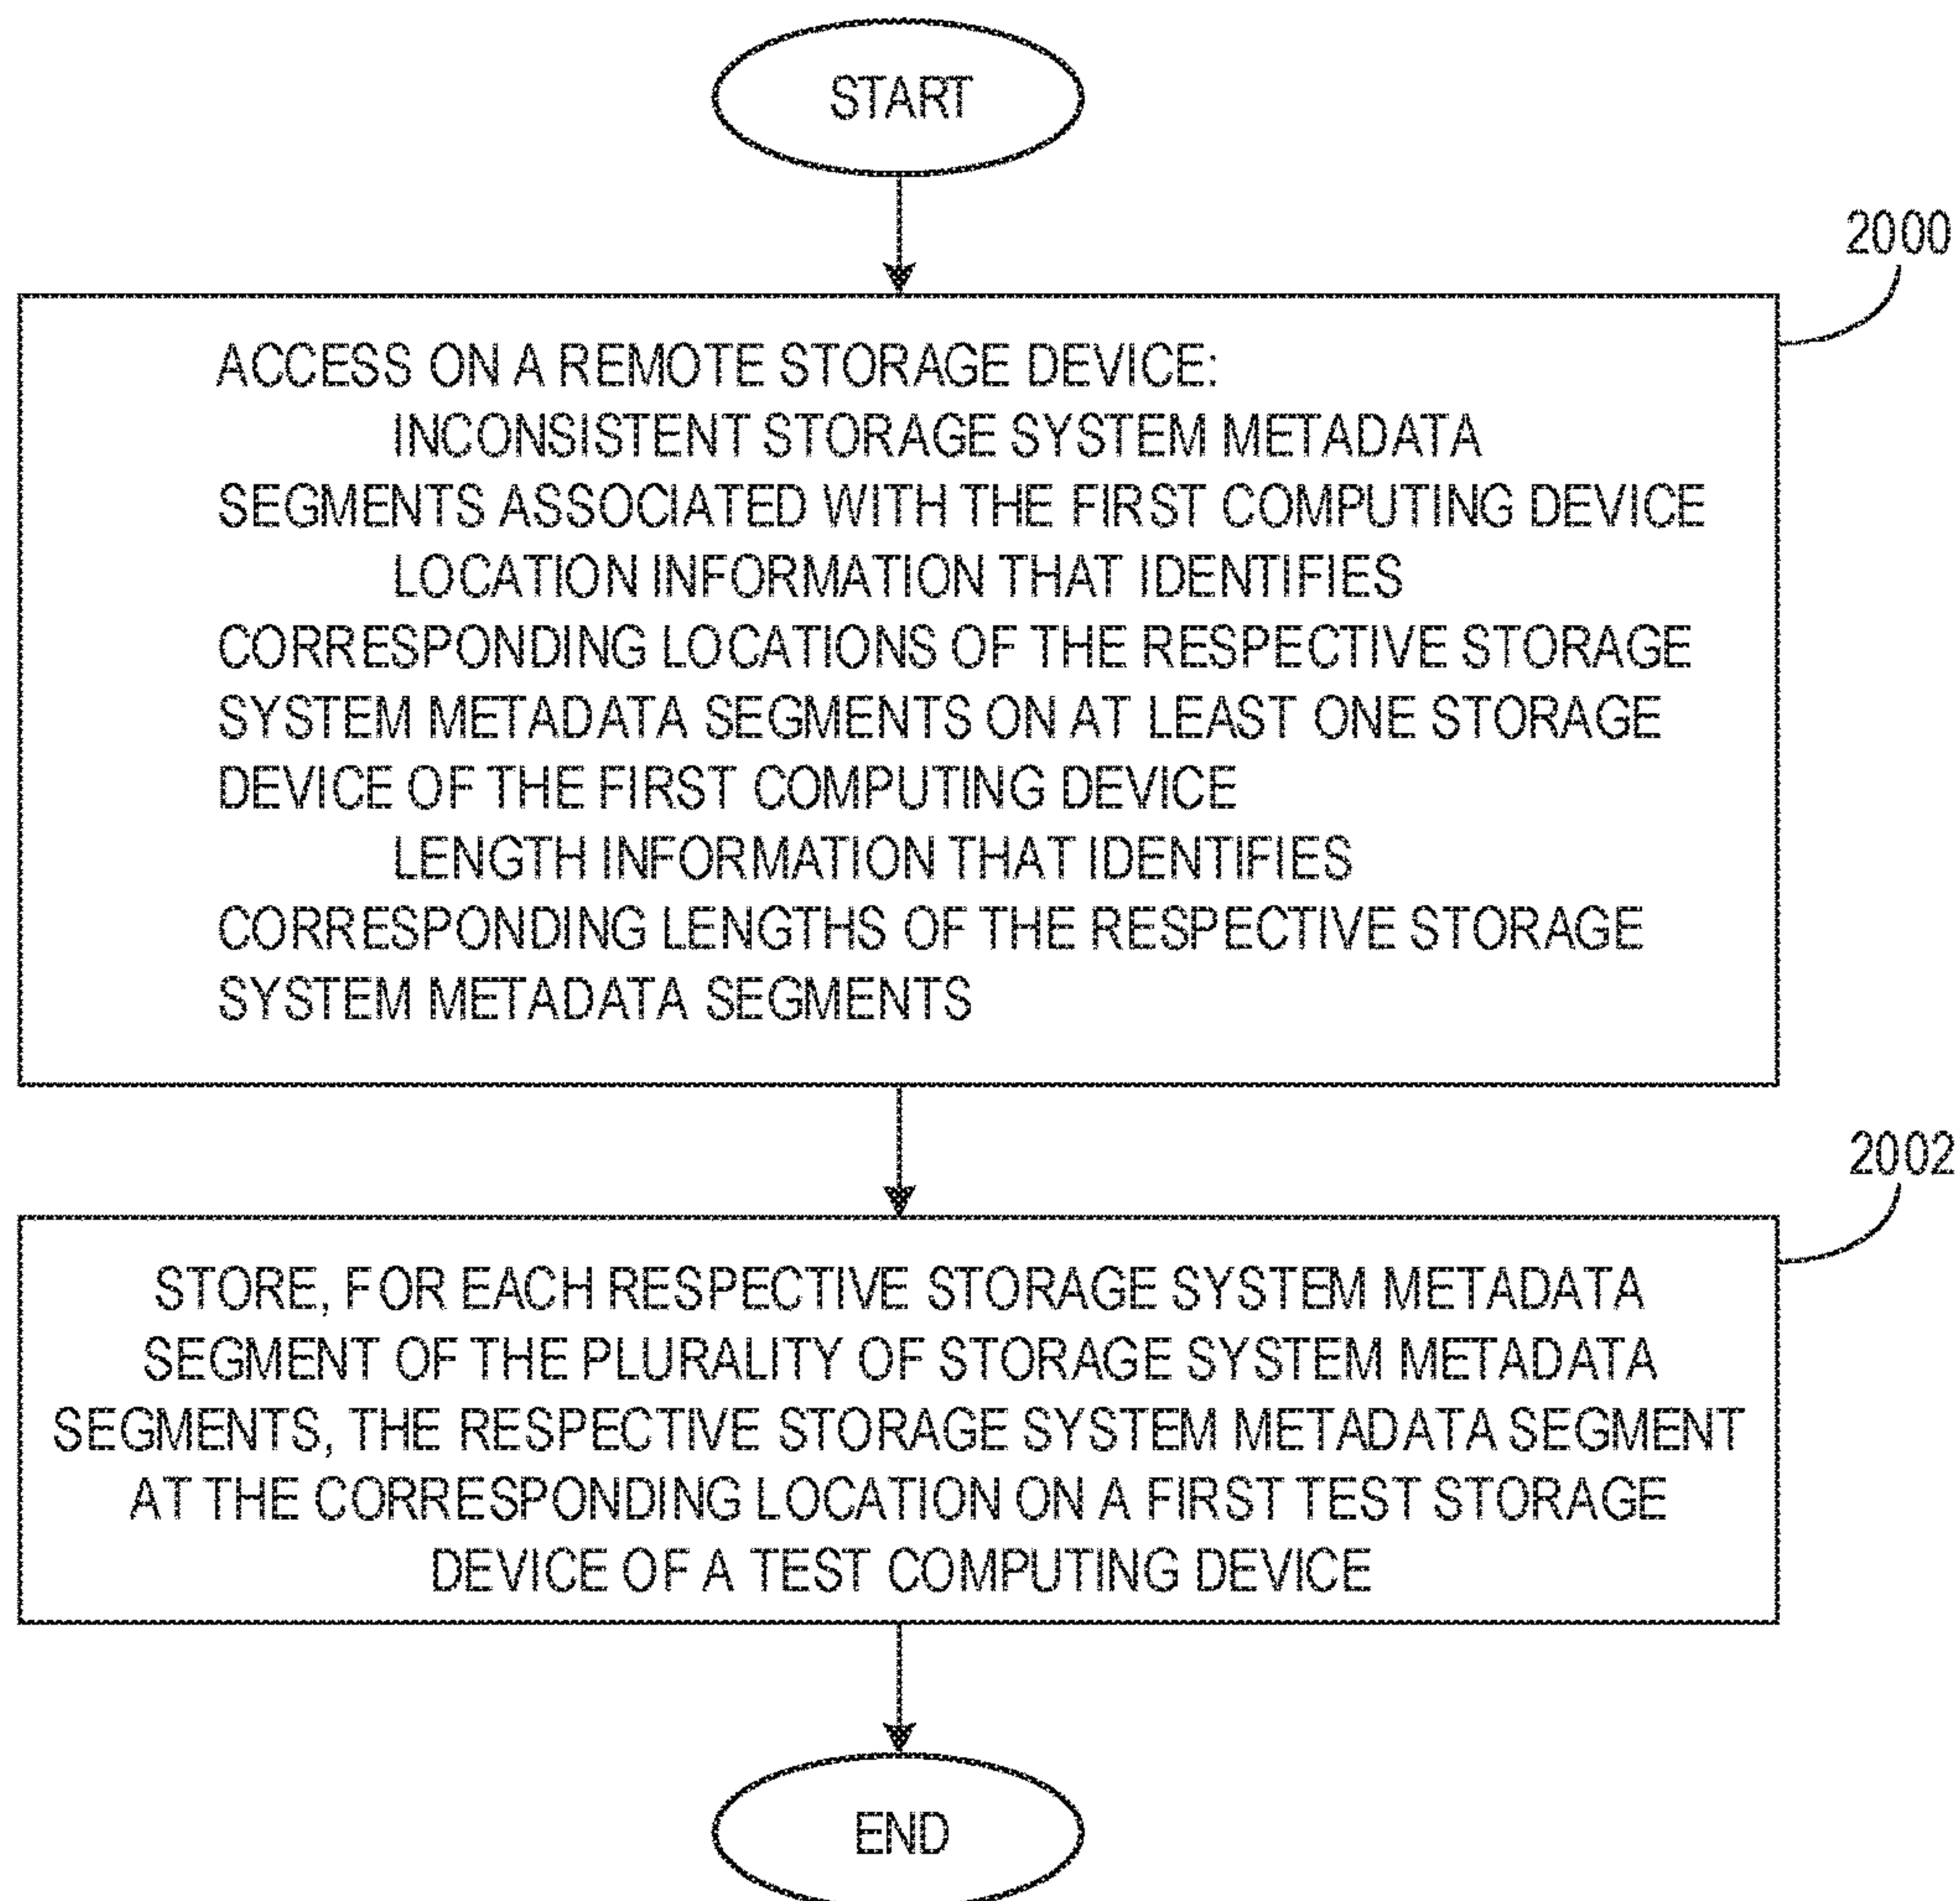 START
2000
ACCESS ON A REMOTE STORAGE DEVICE:
INCONSISTENT STORAGE SYSTEM METADATA
SEGMENTS ASSOCIATED WITH THE FIRST COMPUTING DEVICE
LOCATION INFORMATION THAT IDENTIFIES
CORRESPONDING LOCATIONS OF THE RESPECTIVE STORAGE
SYSTEM METADATA SEGMENTS ON AT LEAST ONE STORAGE
DEVICE OF THE FIRST COMPUTING DEVICE
LENGTH INFORMATION THAT IDENTIFIES
CORRESPONDING LENGTHS OF THE RESPECTIVE STORAGE
SYSTEM METADATA SEGMENTS
2002
STORE, FOR EACH RESPECTIVE STORAGE SYSTEM METADATA
SEGMENT OF THE PLURALITY OF STORAGE SYSTEM METADATA
SEGMENTS, THE RESPECTIVE STORAGE SYSTEM METADATA SEGMENT
AT THE CORRESPONDING LOCATION ON A FIRST TEST STORAGE
DEVICE OF A TEST COMPUTING DEVICE
END